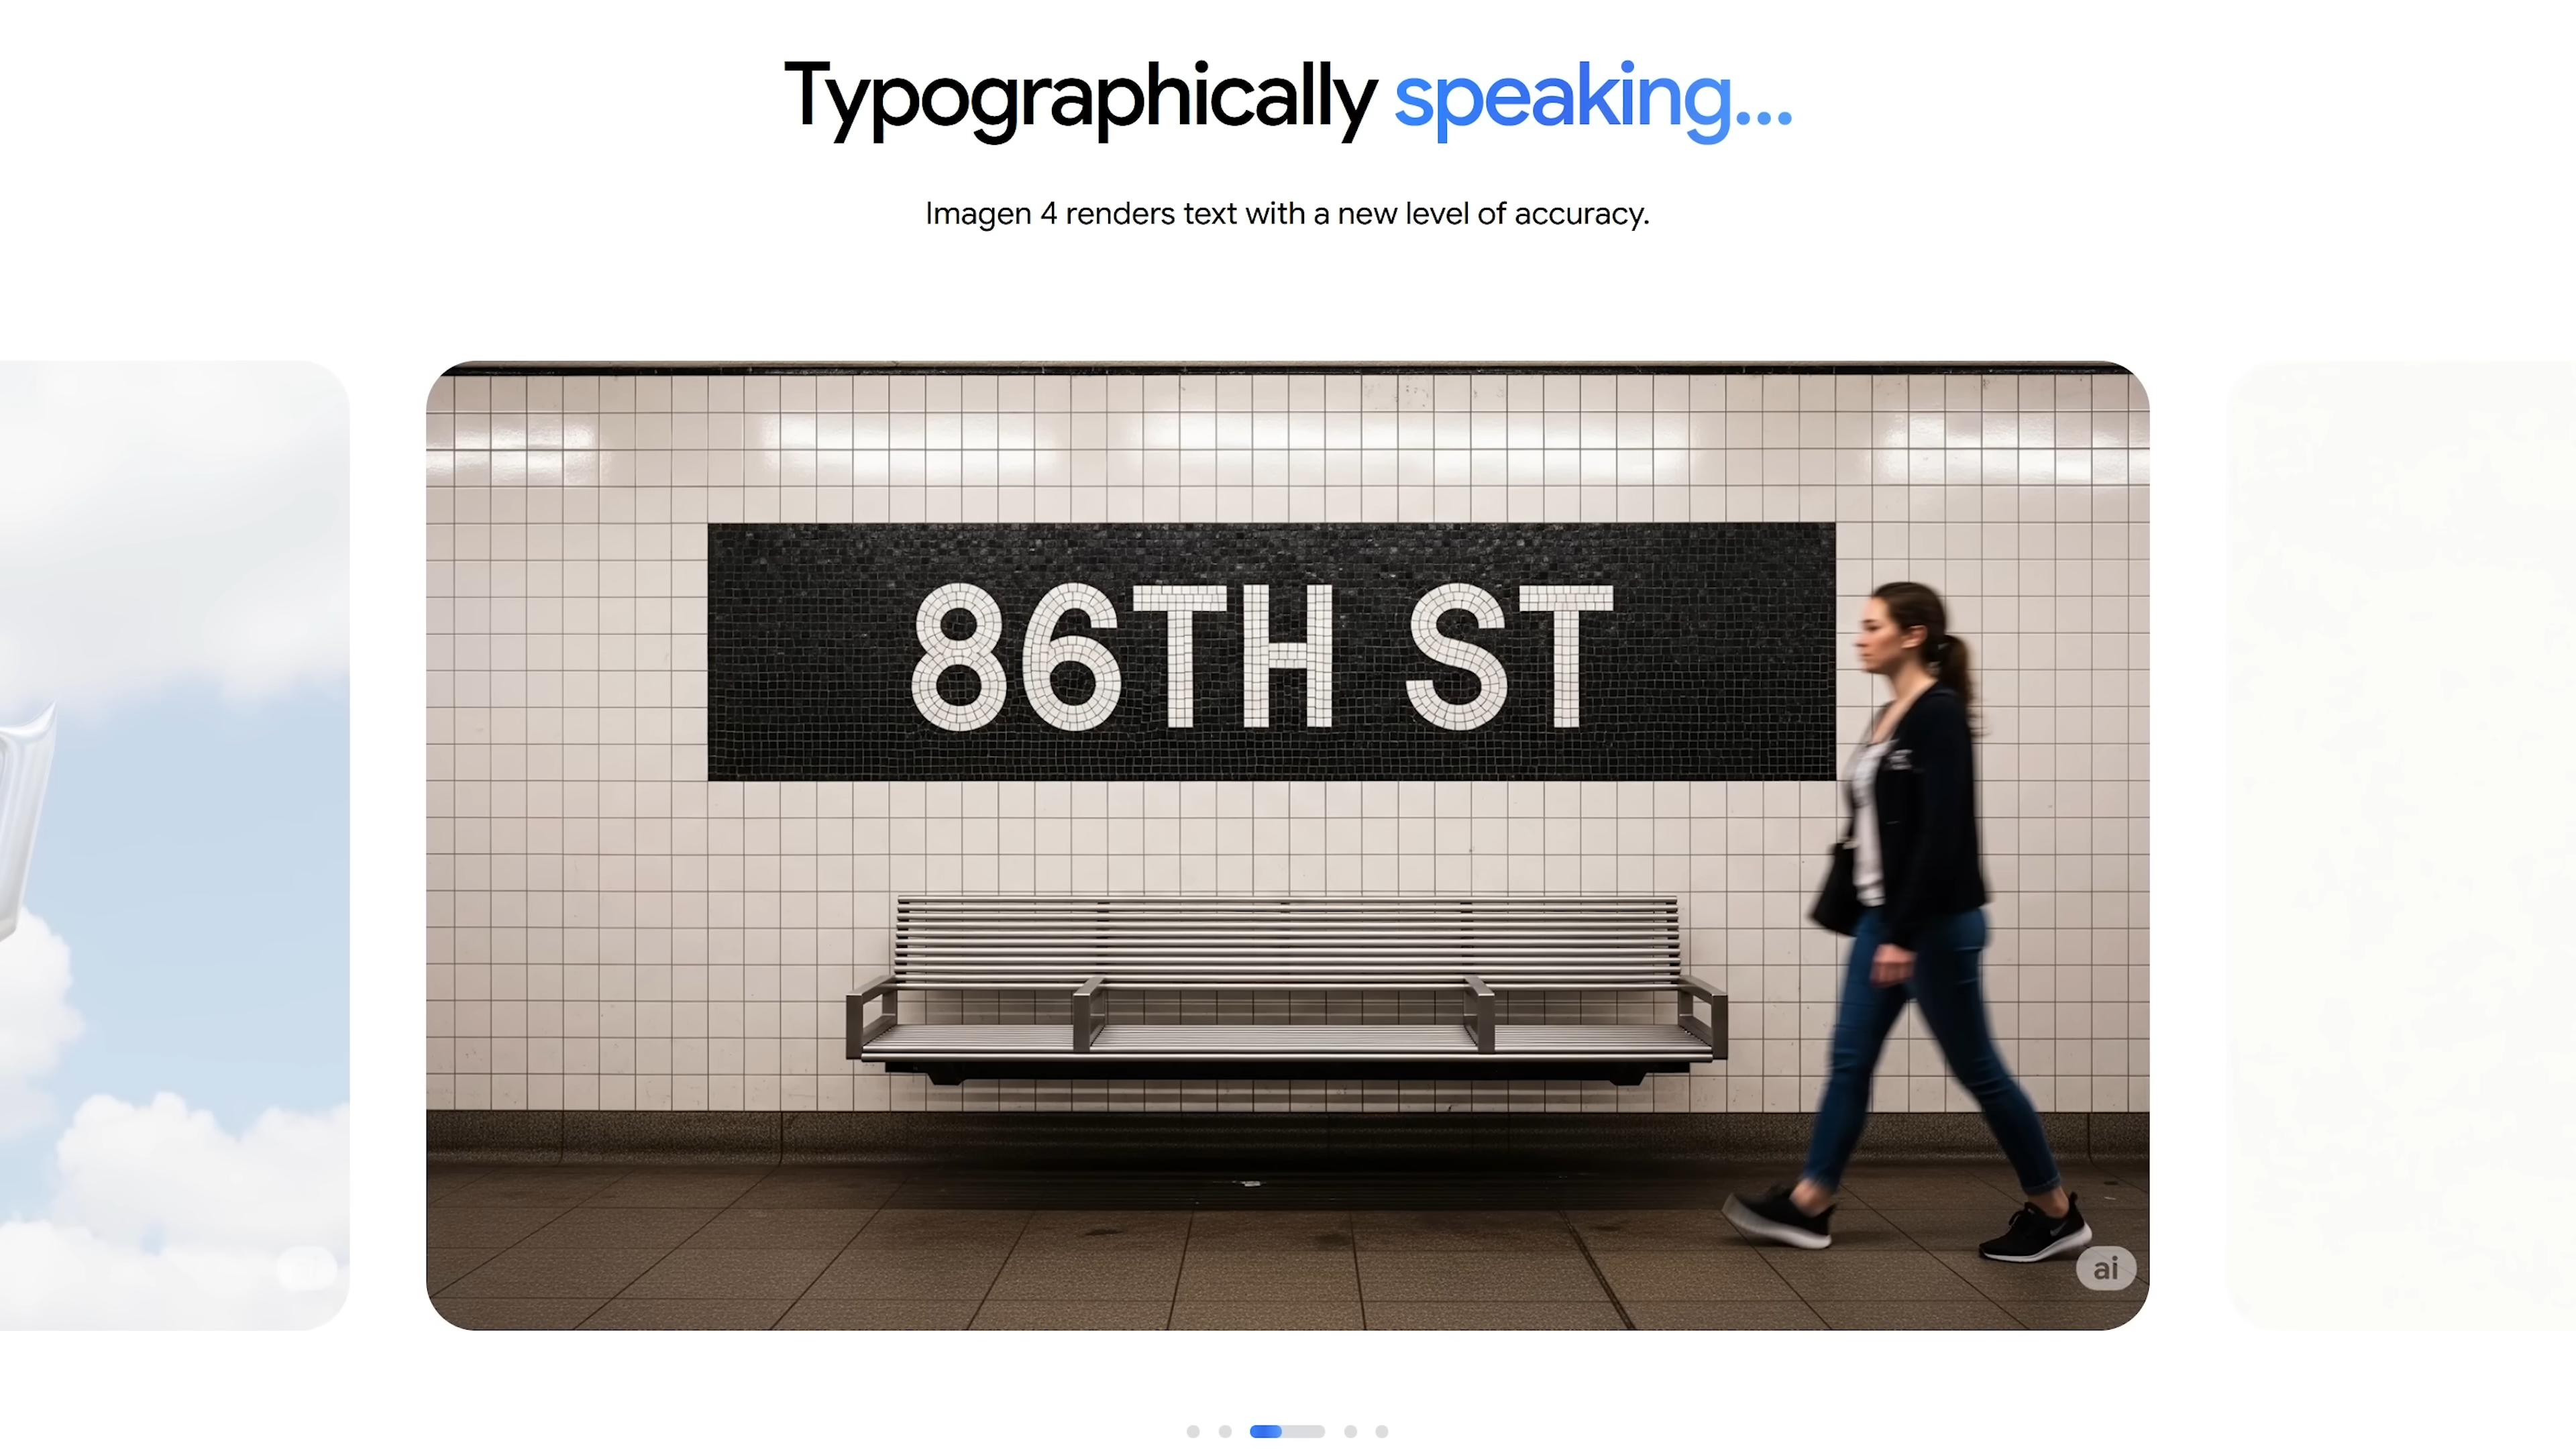 Typographically speaking...
Imagen 4 renders text with a new level of accuracy.
86TH ST
ai